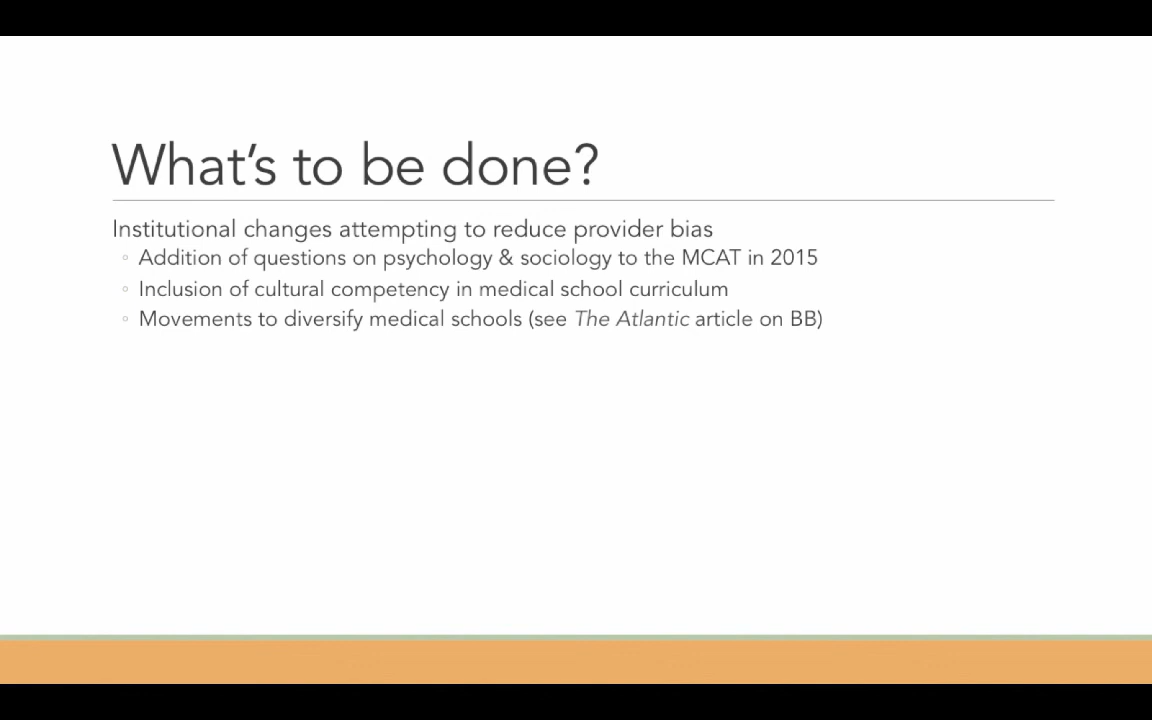 What's to be done?
Institutional changes attempting to reduce provider bias
◦ Addition of questions on psychology & sociology to the MCAT in 2015
◦ Inclusion of cultural competency in medical school curriculum
◦ Movements to diversify medical schools (see The Atlantic article on BB)